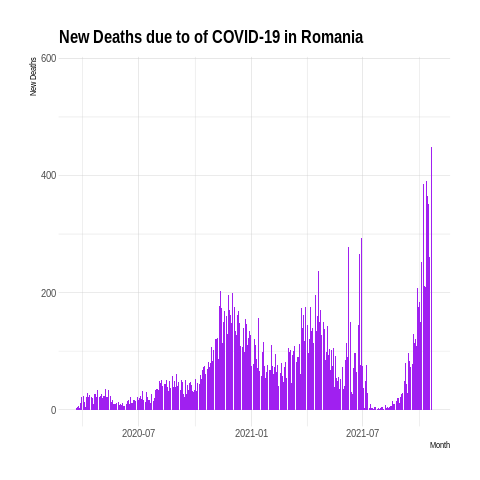 New Deaths due to of COVID-19 in Romania
New Deaths
600
400
200
0
2020-07
2021-01
2021-07
Month